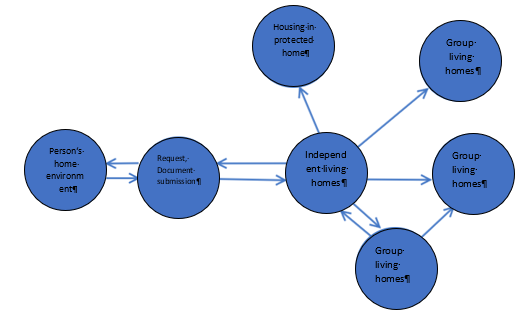 Housing·in·
protected·
home¶
Group·
living·
homes¶
Person's·
home·
environm
ent¶
Request,·
Document·
submission¶
Independ
ent·living·
homes¶
Group·
living·
homes¶
Group·
living·
homes¶